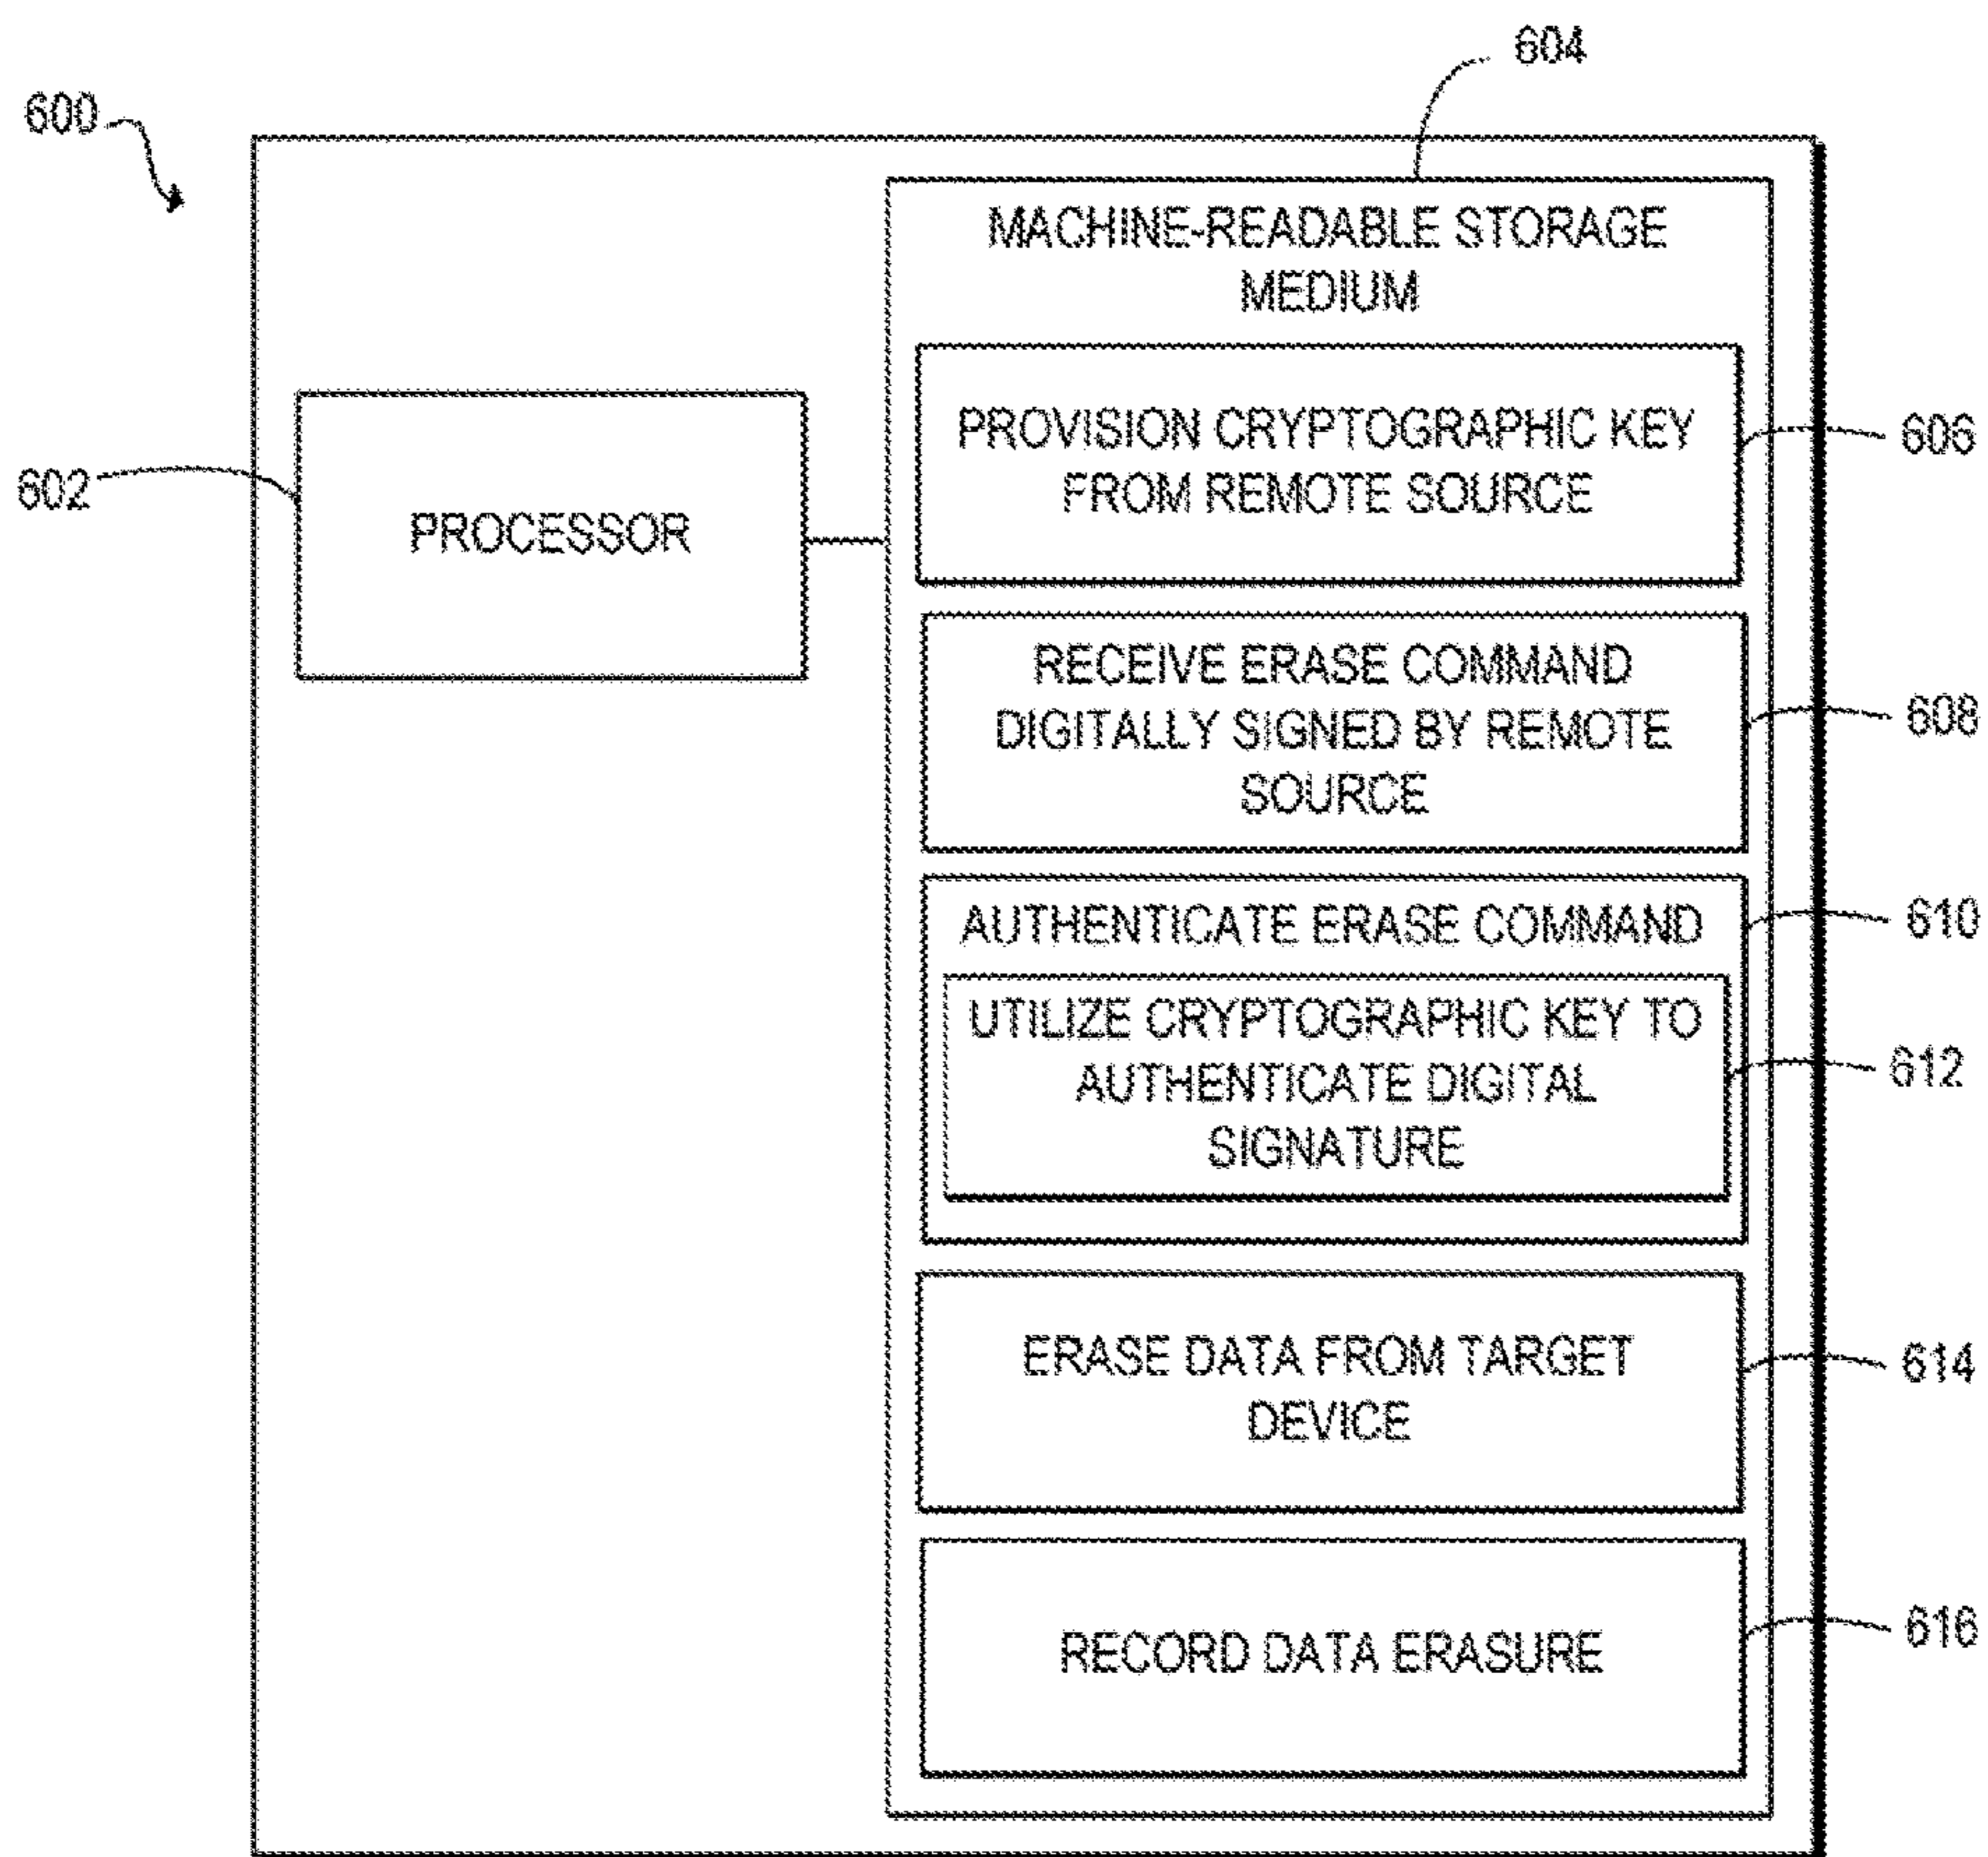 604
600
MACHINE-READABLE STORAGE
MEDIUM
PROVISION CRYPTOGRAPHIC KEY
FROM REMOTE SOURCE
606
602
PROCESSOR
RECEIVE ERASE COMMAND
DIGITALLY SIGNED BY REMOTE
SOURCE
608
AUTHENTICATE ERASE COMMAND
610
UTILIZE CRYPTOGRAPHIC KEY TO
AUTHENTICATE DIGITAL
SIGNATURE
612
ERASE DATA FROM TARGET
DEVICE
614
RECORD DATA ERASURE
616